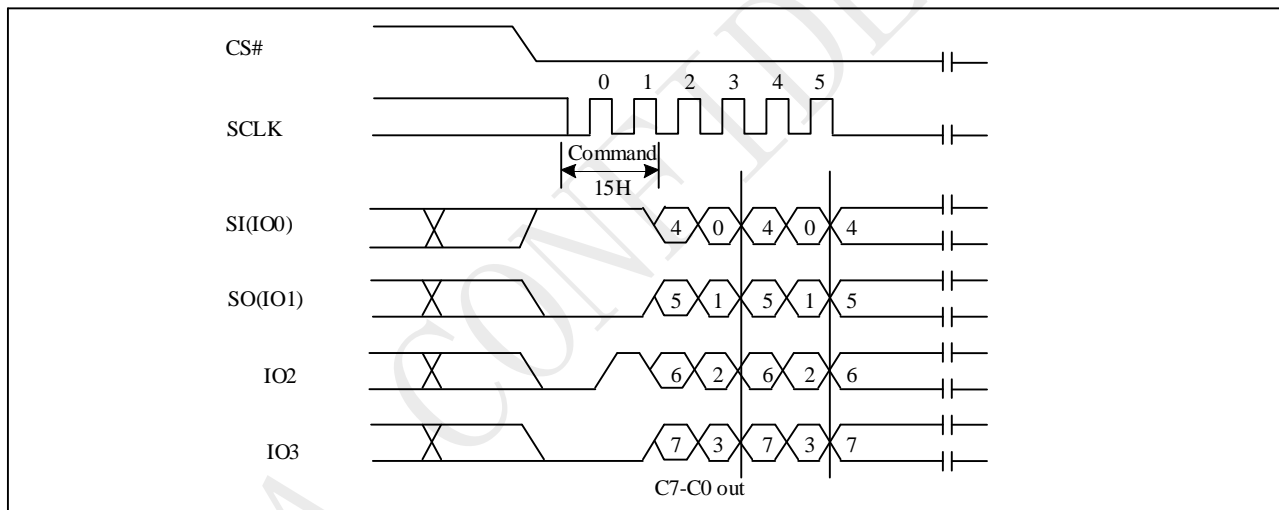 CS#
0 1 2 3 4 5
SCLK
Command
15H
SI(IO0) 4 0 4 0 4
SO(IO1) 5 1 5 1 5
IO2 6 2 6 2 6
IO3 7 3 7 3 7
C7-C0 out